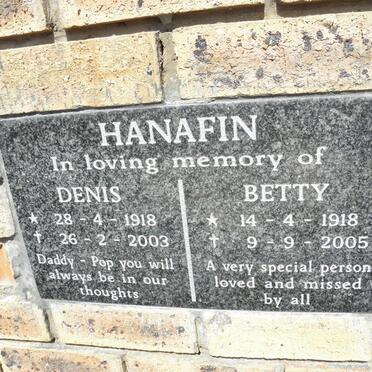 HANAFIN
In loving memory of
DENIS
★ 28 - 4 - 1918
✝ 26 - 2 - 2003
Daddy - Pop you will
always be in our
thoughts
BETTY
★ 14 - 4 - 1918
✝ 9 - 9 - 2005
A very special person
loved and missed
by all